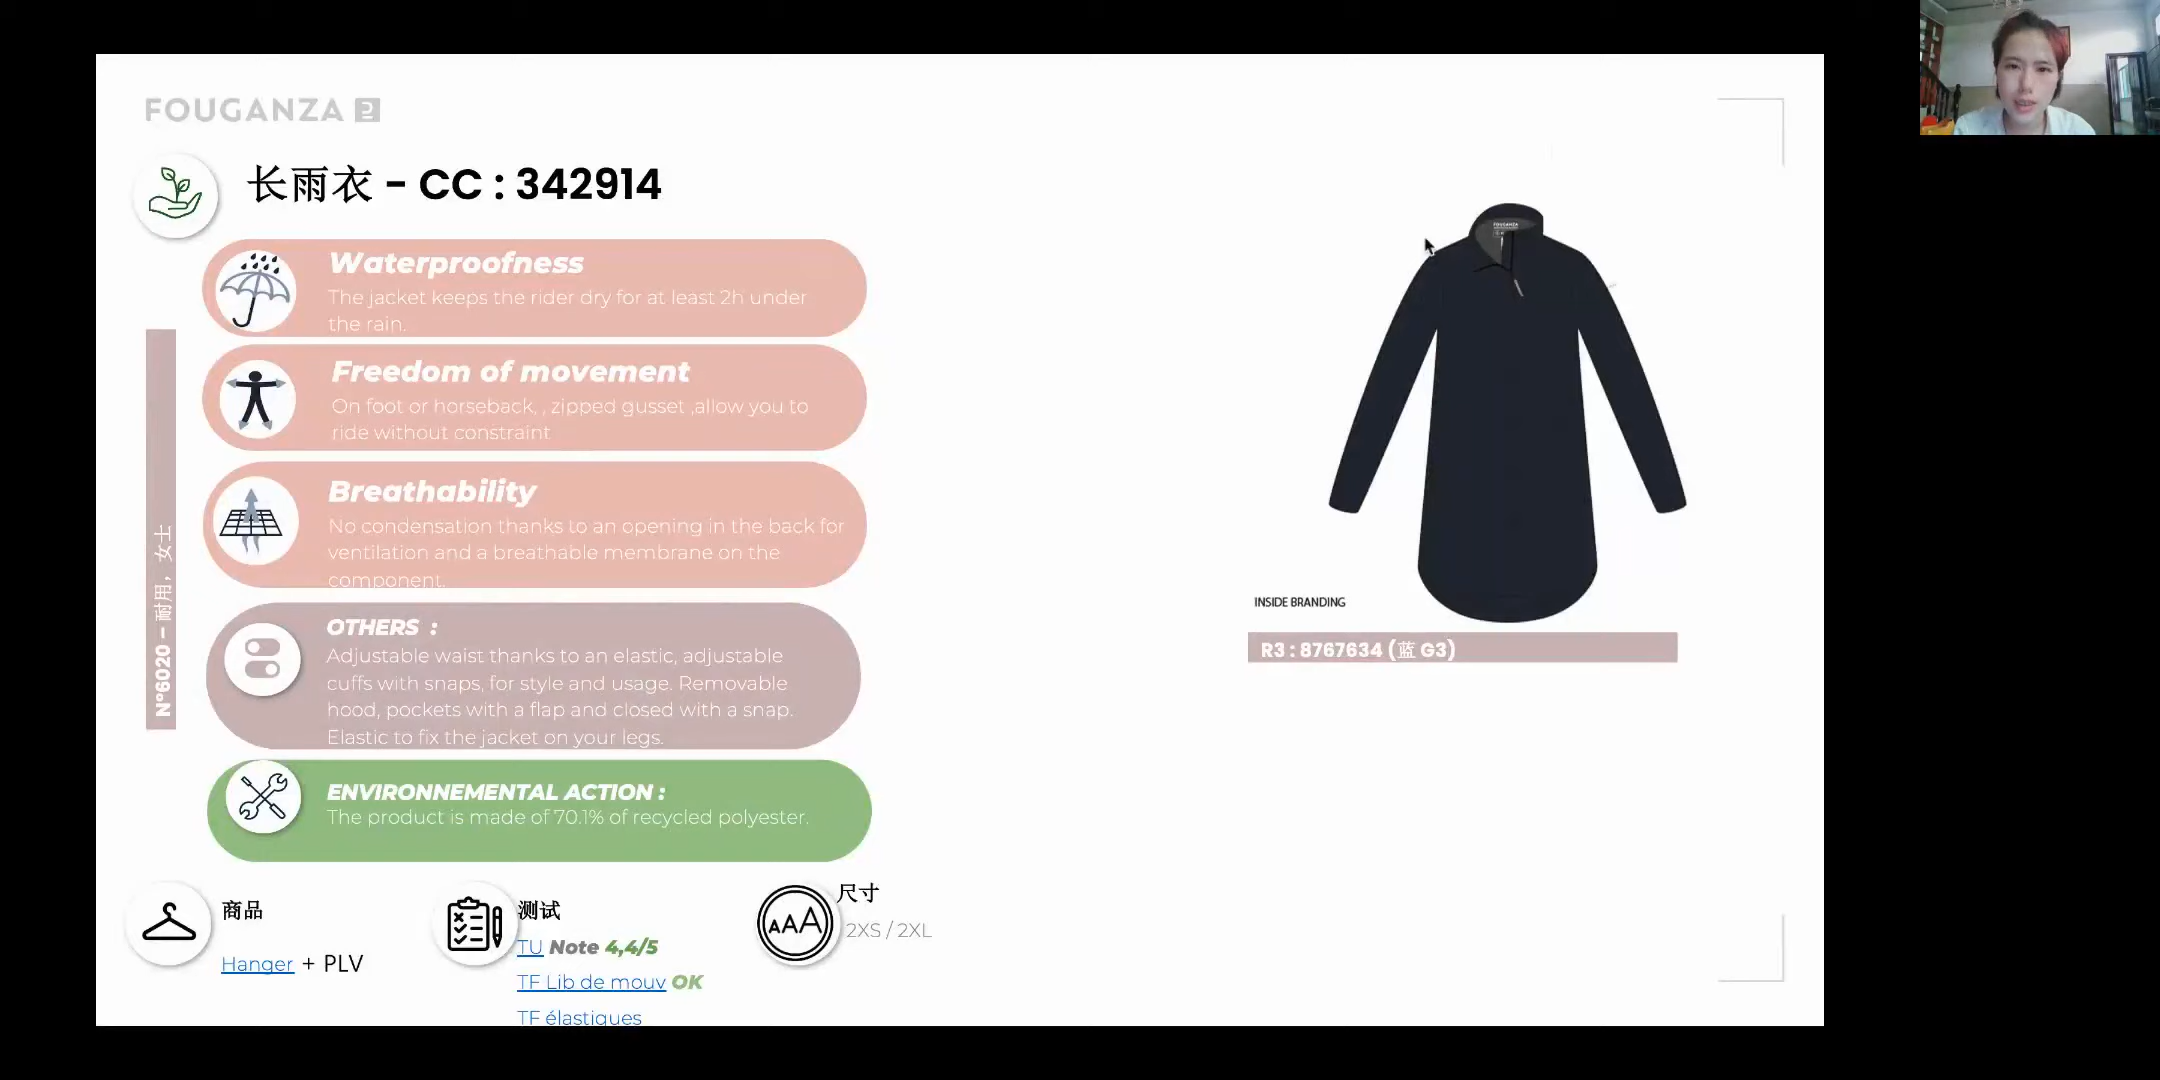 FOUGANZA
长雨衣 - CC : 342914
Waterproofness
The jacket keeps the rider dry for at least 2h under
the rain.
Freedom of movement
On foot or horseback, , zipped gusset ,allow you to
ride without constraint
Breathability
No condensation thanks to an opening in the back for
ventilation and a breathable membrane on the
component.
N°6020 – 耐用， 女士
OTHERS :
Adjustable waist thanks to an elastic, adjustable
cuffs with snaps, for style and usage. Removable
hood, pockets with a flap and closed with a snap.
Elastic to fix the jacket on your legs.
ENVIRONNEMENTAL ACTION :
The product is made of 70.1% of recycled polyester.
商品
Hanger + PLV
测试
TU Note 4,4/5
TF Lib de mouv OK
TF élastiques
尺寸
AAA
2XS / 2XL
FOUGANZA
INSIDE BRANDING
R3 : 8767634 (蓝 G3)